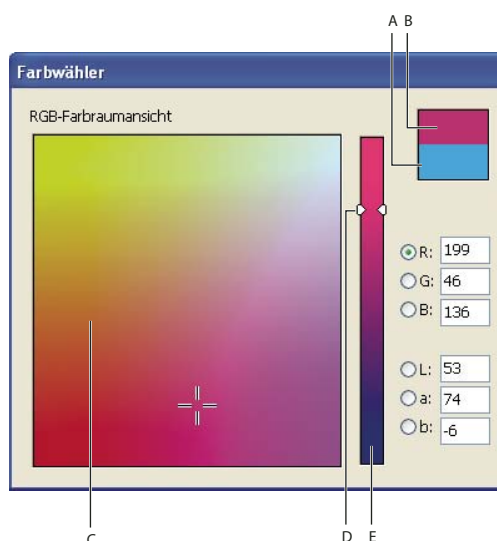 A B
Farbwähler
RGB-Farbraumansicht
R: 199
G: 46
B: 136
L: 53
a: 74
b: -6
C D E